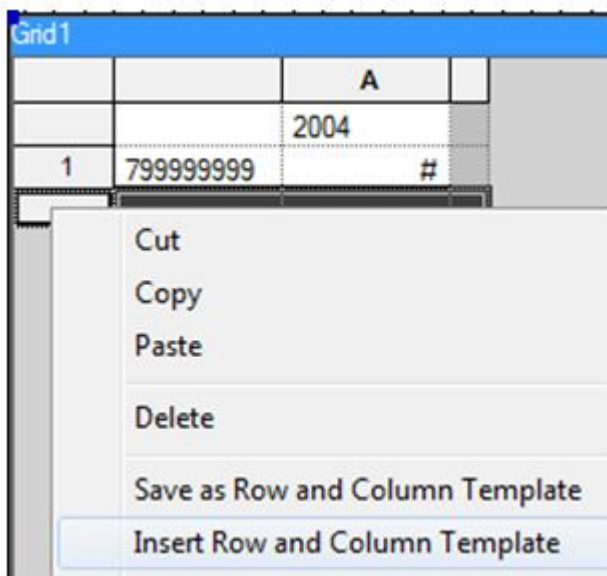 Grid1
A
2004
1 799999999 #
Cut
Copy
Paste
Delete
Save as Row and Column Template
Insert Row and Column Template